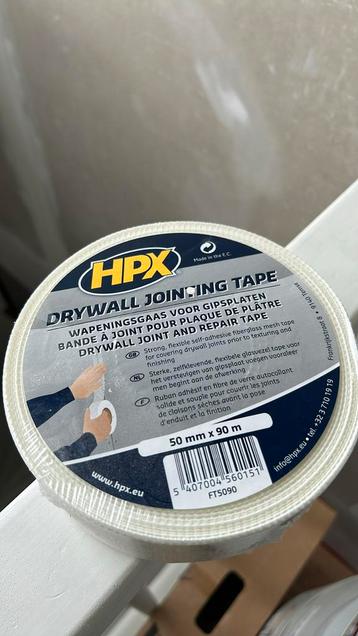 HPX
Made in the E.C.
DRYWALL JOINTING TAPE
WAPENINGSGAAS VOOR GIPSPLATEN
BANDE À JOINT POUR PLAQUE DE PLÂTRE
DRYWALL JOINT AND REPAIR TAPE
GB Strong, flexible self-adhesive fiberglass mesh tape
for covering drywall joints prior to texturing and
finishing
NL Sterke, zelfklevende, flexibele glasvezel tape voor
het verstevigen van gipsplaat voegen vooraleer
men begint aan de afwerking
F Ruban adhésif en fibre de verre autocollant
solide et souple pour couvrir les joints
de cloisons sèches avant la pose
d'enduit et la finition
50 mm x 90 m
5 407004 560151
FT5090
www.hpx.eu
info@hpx.eu • tel. +32 3 710 19 19